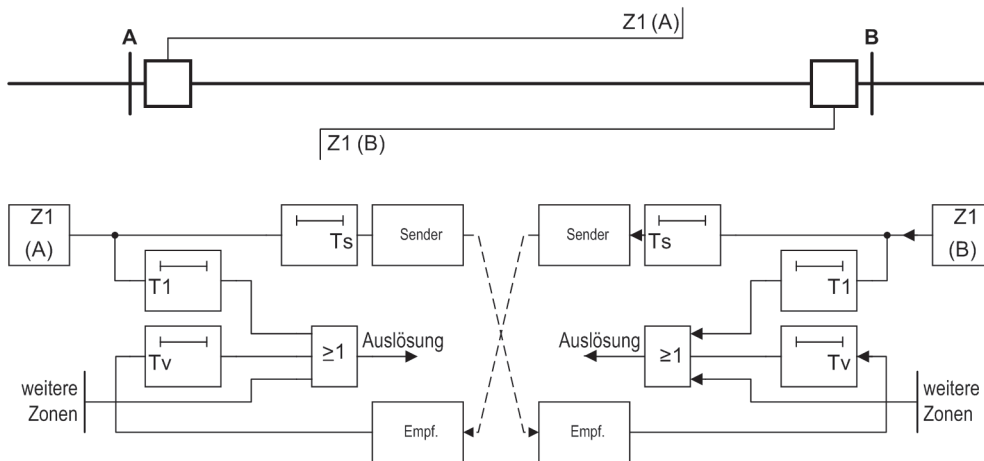 Z1 (A)
A
B
Z1 (B)
Z1
(A)
Ts
Sender
Sender
Ts
Z1
(B)
T1
T1
Tv
≥1
Auslösung
Auslösung
≥1
Tv
weitere
Zonen
Empf.
Empf.
weitere
Zonen